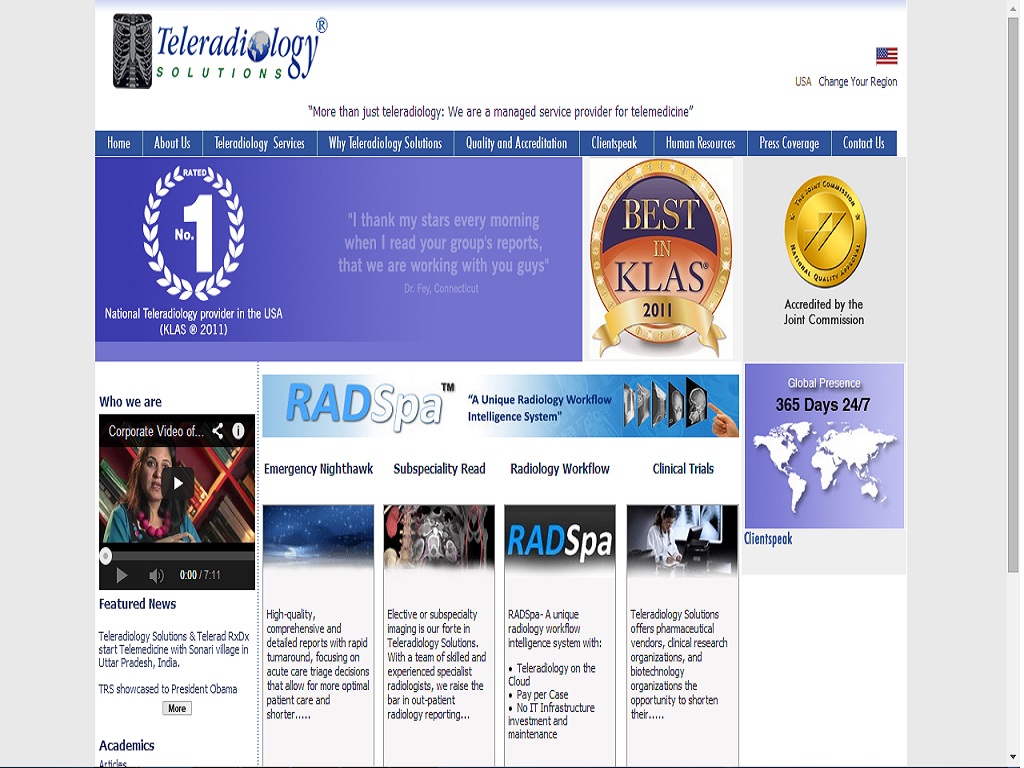 Teleradiology®
SOLUTIONS
USA Change Your Region
“More than just teleradiology: We are a managed service provider for telemedicine”
Home About Us Teleradiology Services Why Teleradiology Solutions Quality and Accreditation Clientspeak Human Resources Press Coverage Contact Us
RATED
No. 1
National Teleradiology provider in the USA
(KLAS ® 2011)
"I thank my stars every morning
when I read your group's reports,
that we are working with you guys"
Dr. Fey, Connecticut
BEST
IN
KLAS®
2011
The Joint Commission
National Quality Approval
Accredited by the
Joint Commission
Who we are
Corporate Video of...
0:00 / 7:11
Featured News
Teleradiology Solutions & Telerad RxDx
start Telemedicine with Sonari village in
Uttar Pradesh, India.
TRS showcased to President Obama
More
Academics
Articles
RADSpa™
“A Unique Radiology Workflow
Intelligence System”
Emergency Nighthawk
High-quality,
comprehensive and
detailed reports with rapid
turnaround, focusing on
acute care triage decisions
that allow for more optimal
patient care and
shorter.....
Subspeciality Read
Elective or subspecialty
imaging is our forte in
Teleradiology Solutions.
With a team of skilled and
experienced specialist
radiologists, we raise the
bar in out-patient
radiology reporting...
Radiology Workflow
RADSpa
RADSpa- A unique
radiology workflow
intelligence system with:
• Teleradiology on the
Cloud
• Pay per Case
• No IT Infrastructure
investment and
maintenance
Clinical Trials
Teleradiology Solutions
offers pharmaceutical
vendors, clinical research
organizations, and
biotechnology
organizations the
opportunity to shorten
their.....
Global Presence
365 Days 24/7
Clientspeak